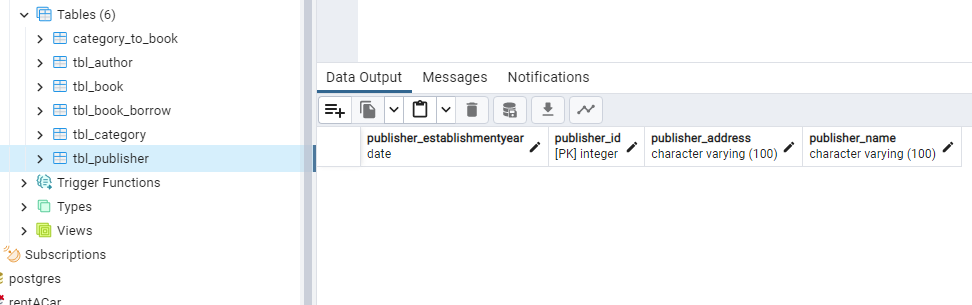 Tables (6)
category_to_book
tbl_author
tbl_book
tbl_book_borrow
tbl_category
tbl_publisher
Trigger Functions
Types
Views
Subscriptions
postgres
rentACar
Data Output Messages Notifications
publisher_establishmentyear publisher_id publisher_address publisher_name
date [PK] integer character varying (100) character varying (100)